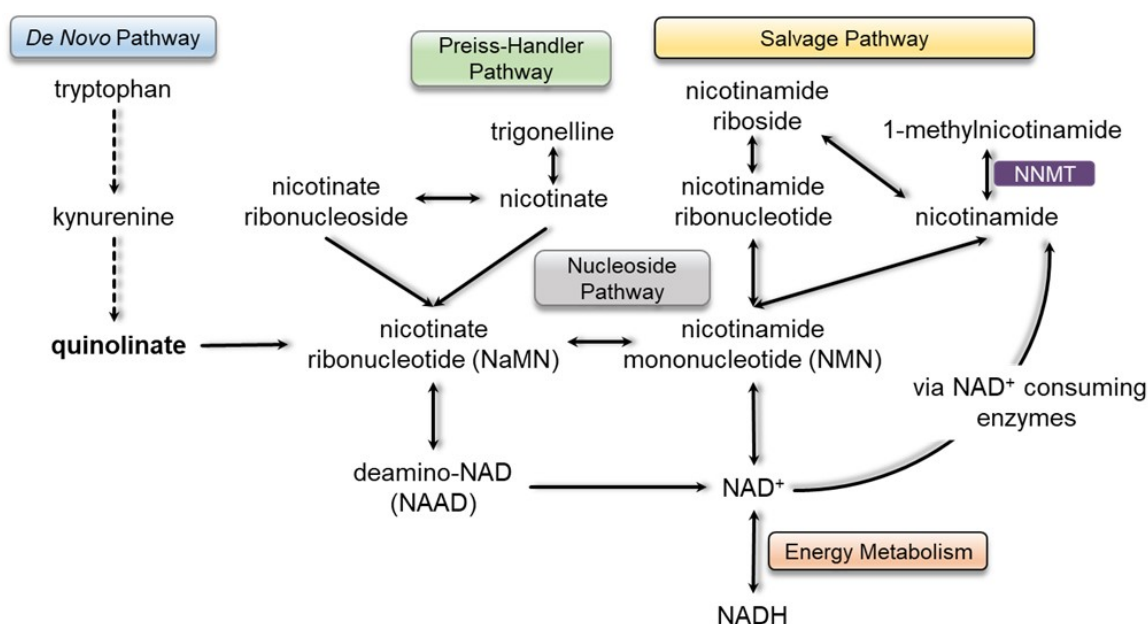 De Novo Pathway
Preiss-Handler
Pathway
Salvage Pathway
tryptophan
kynurenine
quinolinate
trigonelline
nicotinate
ribonucleoside
nicotinate
nicotinamide
riboside
1-methylnicotinamide
NNMT
nicotinamide
ribonucleotide
nicotinamide
Nucleoside
Pathway
nicotinate
ribonucleotide (NaMN)
nicotinamide
mononucleotide (NMN)
via NAD⁺ consuming
enzymes
deamino-NAD
(NAAD)
NAD⁺
Energy Metabolism
NADH